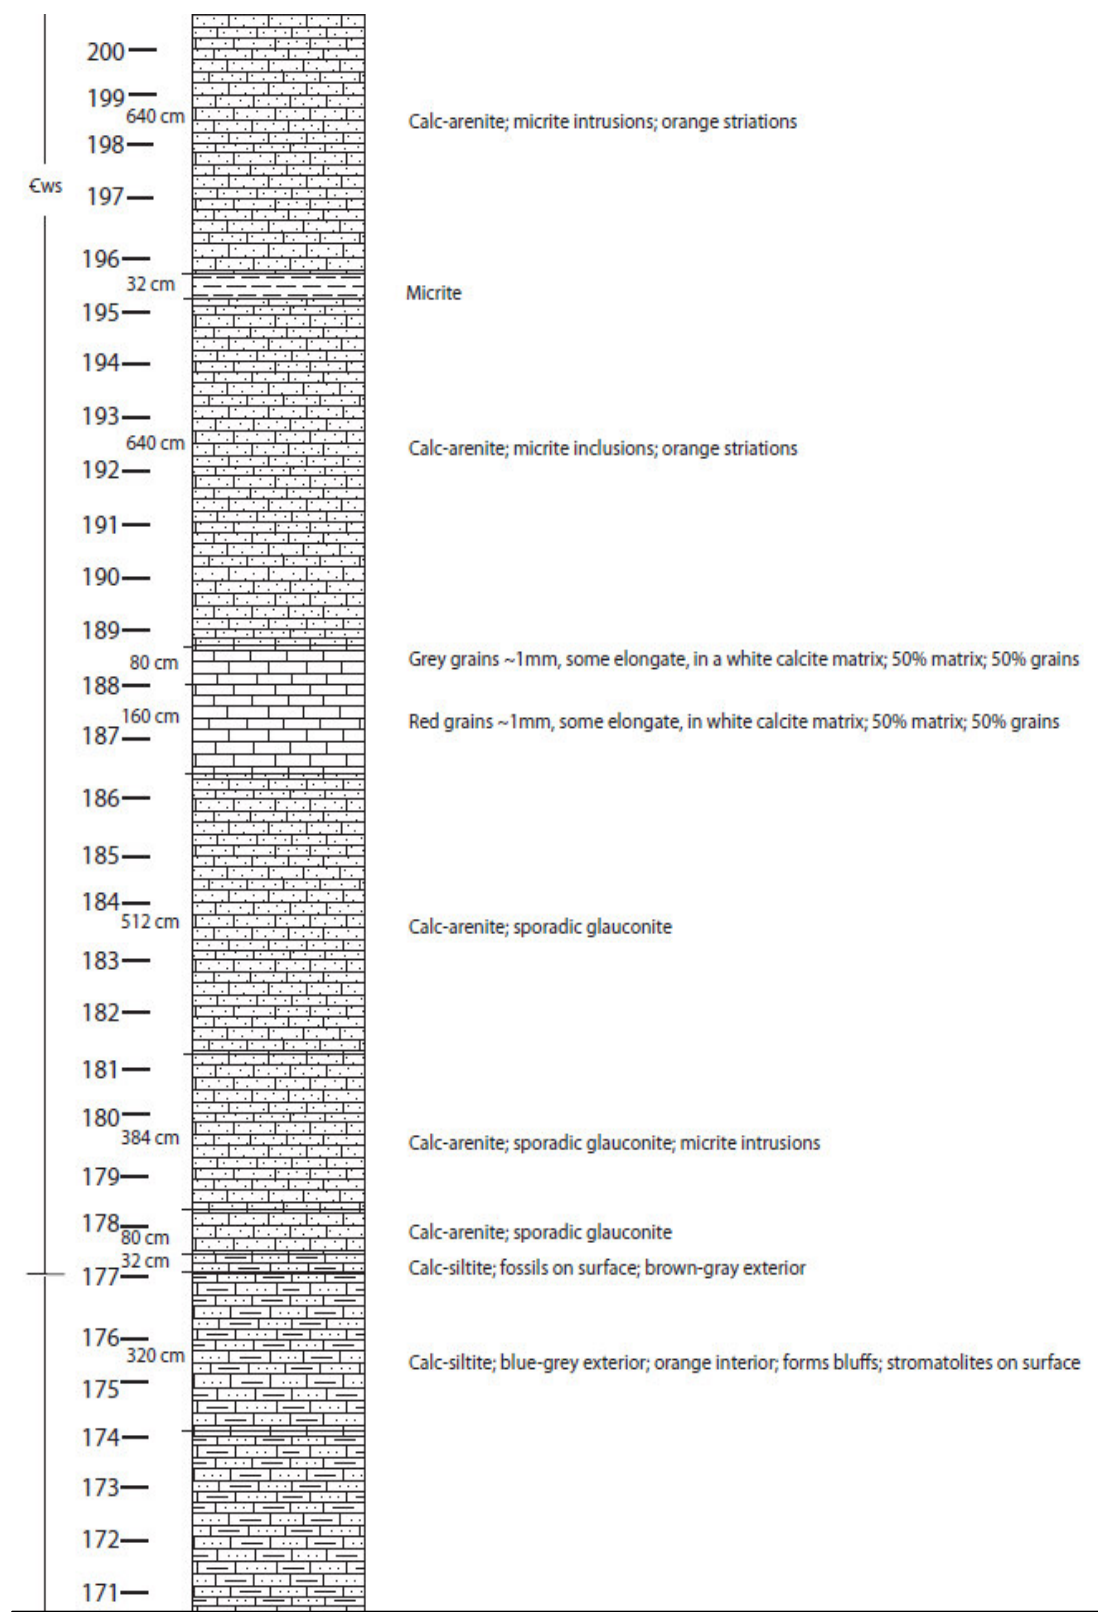 200
199
640 cm
Calc-arenite; micrite intrusions; orange striations
198
€ws
197
196
32 cm
Micrite
195
194
193
640 cm
Calc-arenite; micrite inclusions; orange striations
192
191
190
189
80 cm
Grey grains ~1mm, some elongate, in a white calcite matrix; 50% matrix; 50% grains
188
160 cm
Red grains ~1mm, some elongate, in white calcite matrix; 50% matrix; 50% grains
187
186
185
184
512 cm
Calc-arenite; sporadic glauconite
183
182
181
180
384 cm
Calc-arenite; sporadic glauconite; micrite intrusions
179
178
80 cm
Calc-arenite; sporadic glauconite
32 cm
Calc-siltite; fossils on surface; brown-gray exterior
177
176
320 cm
Calc-siltite; blue-grey exterior; orange interior; forms bluffs; stromatolites on surface
175
174
173
172
171